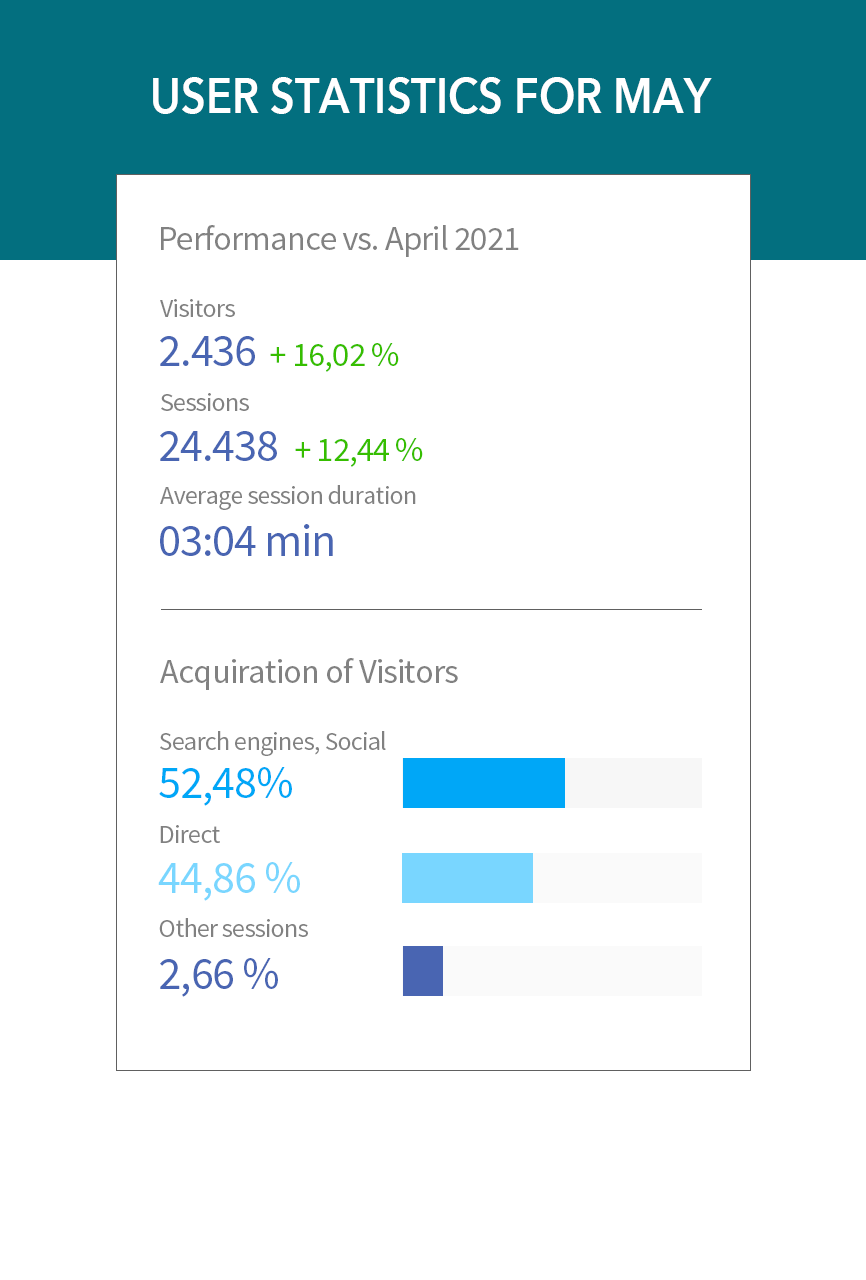 USER STATISTICS FOR MAY
Performance vs. April 2021
Visitors
2.436 + 16,02 %
Sessions
24.438 + 12,44 %
Average session duration
03:04 min
Acquiration of Visitors
Search engines, Social
52,48%
Direct
44,86 %
Other sessions
2,66 %